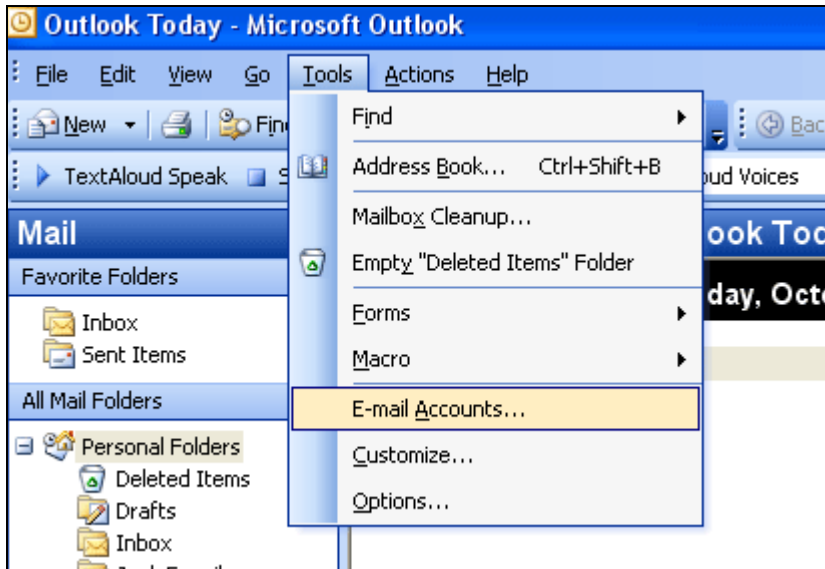 Outlook Today - Microsoft Outlook
File Edit View Go Tools Actions Help
New
TextAloud Speak
Find
Address Book... Ctrl+Shift+B
Mailbox Cleanup...
Empty "Deleted Items" Folder
Forms
Macro
E-mail Accounts...
Customize...
Options...
Voices
Mail
Favorite Folders
Inbox
Sent Items
All Mail Folders
Personal Folders
Deleted Items
Drafts
Inbox